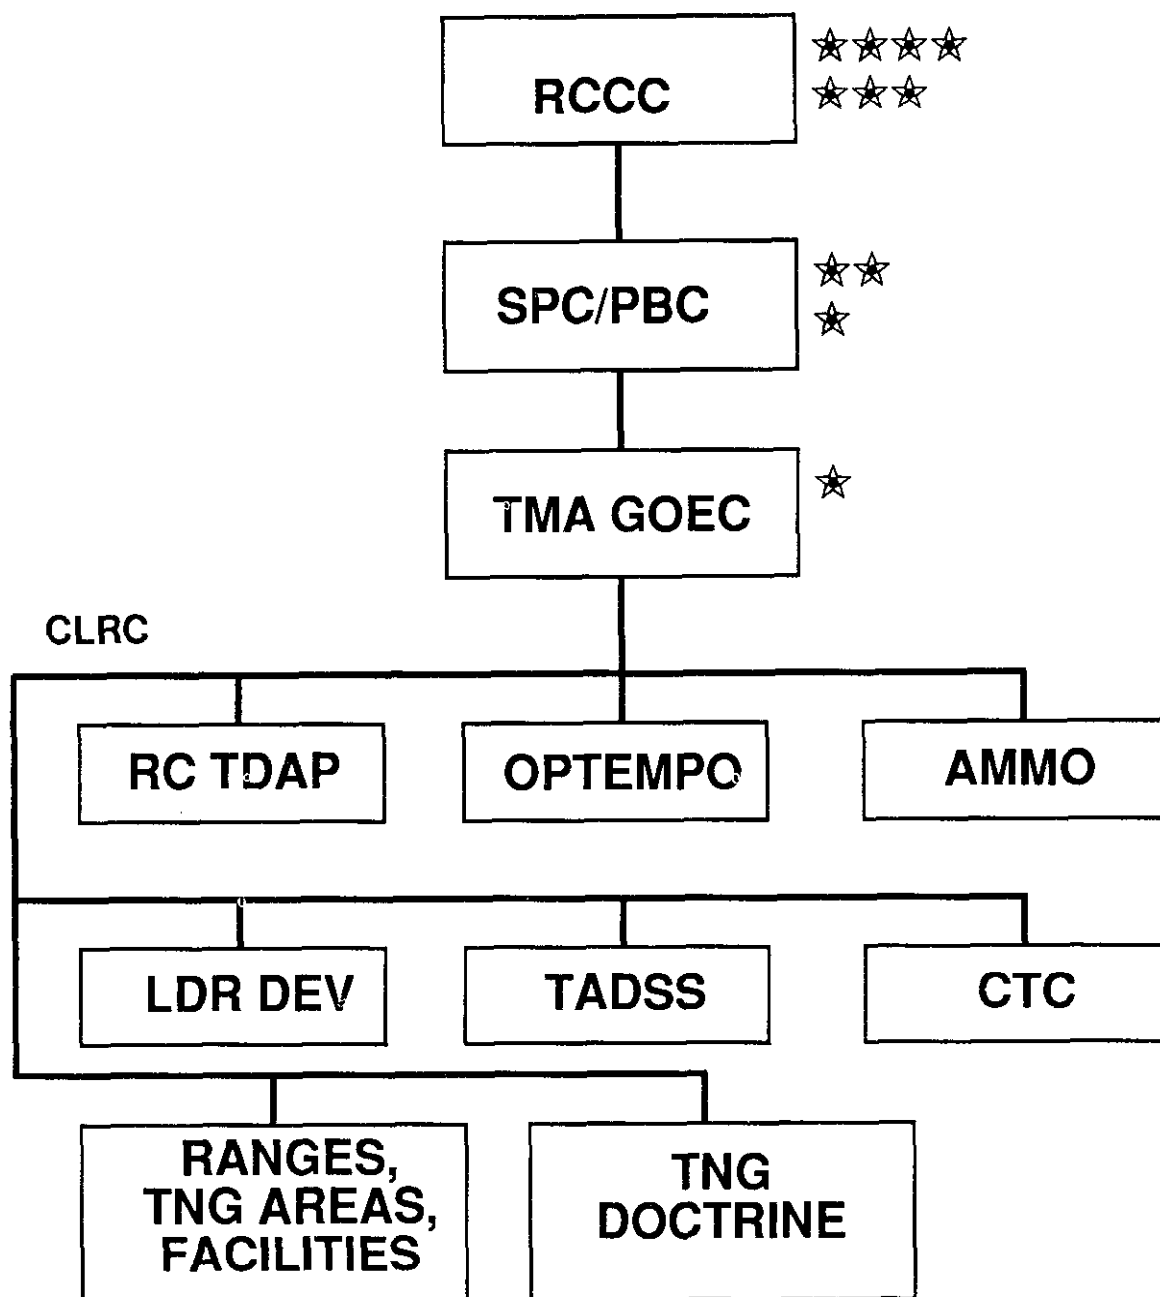 RCCC
SPC/PBC
TMA GOEC
CLRC
RC TDAP
OPTEMPO
AMMO
LDR DEV
TADSS
CTC
RANGES,
TNG AREAS,
FACILITIES
TNG
DOCTRINE